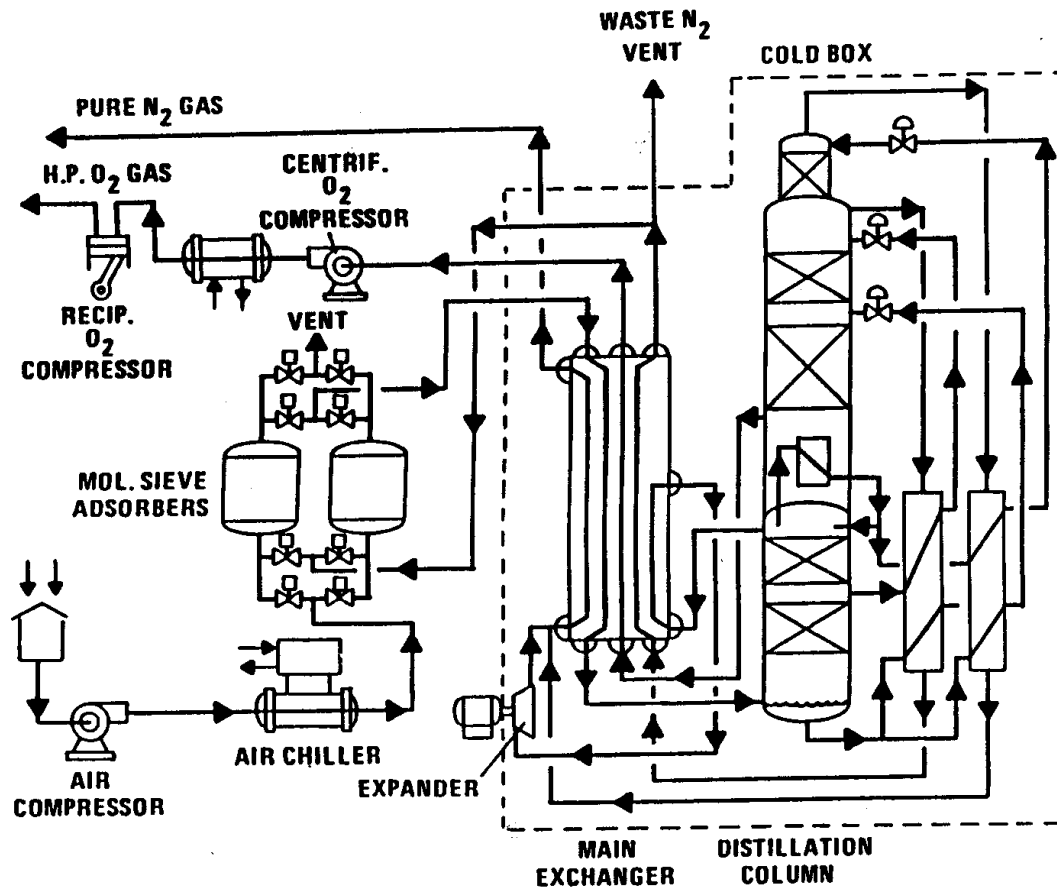 WASTE N2
VENT
COLD BOX
PURE N2 GAS
H.P. O2 GAS
CENTRIF.
O2
COMPRESSOR
RECIP.
O2
COMPRESSOR
VENT
MOL. SIEVE
ADSORBERS
AIR CHILLER
AIR
COMPRESSOR
EXPANDER
MAIN
EXCHANGER
DISTILLATION
COLUMN